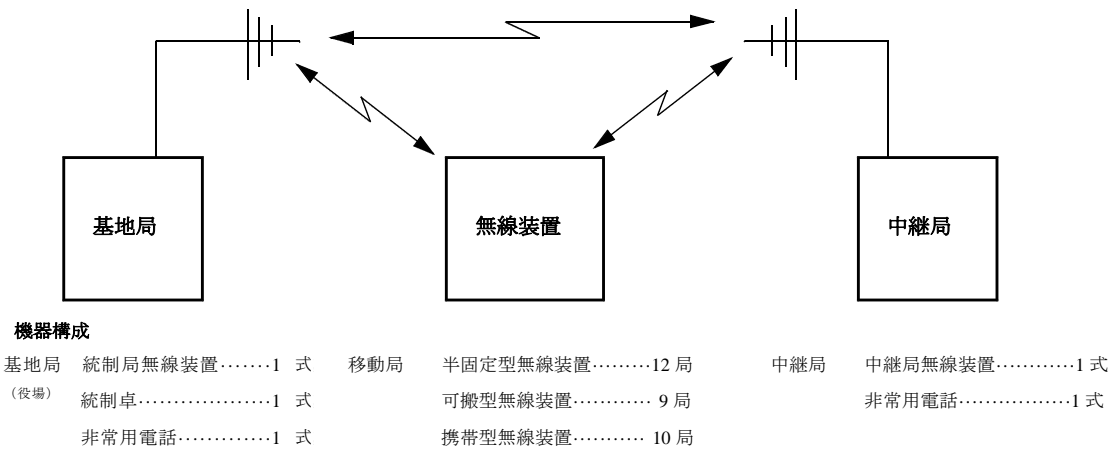 基地局 無線装置 中継局
機器構成
基地局 統制局無線装置·······1 式 移動局 半固定型無線装置·········12 局 中継局 中継局無線装置············1 式
（役場） 統制卓··················1 式 可搬型無線装置·········· 9 局 非常用電話·················1 式
非常用電話·············1 式 携帯型無線装置··········· 10 局